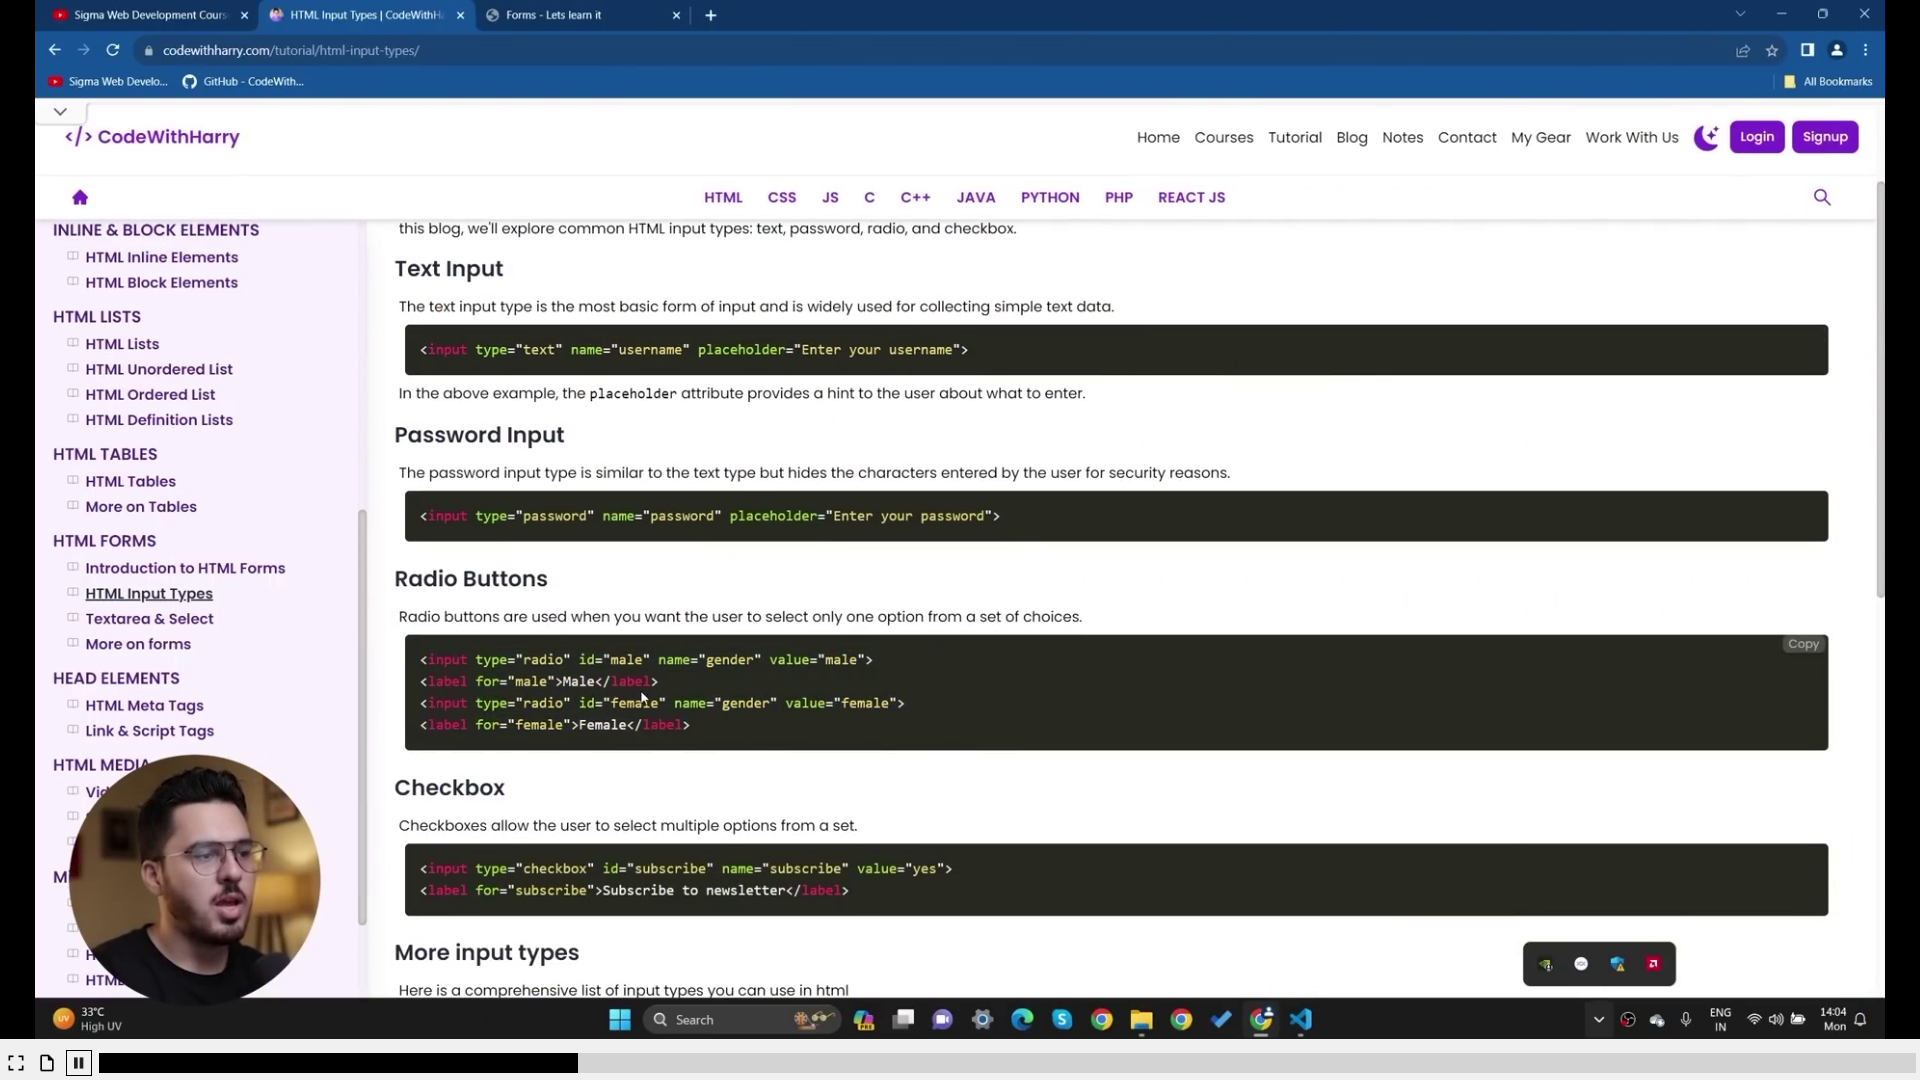 Sigma Web Development Cours
HTML Input Types | CodeWithHa
Forms - Lets learn it
codewithharry.com/tutorial/html-input-types/
Sigma Web Develo...
GitHub - CodeWith...
All Bookmarks
</> CodeWithHarry
Home
Courses
Tutorial
Blog
Notes
Contact
My Gear
Work With Us
Login
Signup
HTML
CSS
JS
C
C++
JAVA
PYTHON
PHP
REACT JS
INLINE & BLOCK ELEMENTS
HTML Inline Elements
HTML Block Elements
HTML LISTS
HTML Lists
HTML Unordered List
HTML Ordered List
HTML Definition Lists
HTML TABLES
HTML Tables
More on Tables
HTML FORMS
Introduction to HTML Forms
HTML Input Types
Textarea & Select
More on forms
HEAD ELEMENTS
HTML Meta Tags
Link & Script Tags
HTML MEDIA
this blog, we'll explore common HTML input types: text, password, radio, and checkbox.
Text Input
The text input type is the most basic form of input and is widely used for collecting simple text data.
<input type="text" name="username" placeholder="Enter your username">
In the above example, the placeholder attribute provides a hint to the user about what to enter.
Password Input
The password input type is similar to the text type but hides the characters entered by the user for security reasons.
<input type="password" name="password" placeholder="Enter your password">
Radio Buttons
Radio buttons are used when you want the user to select only one option from a set of choices.
Copy
<input type="radio" id="male" name="gender" value="male">
<label for="male">Male</label>
<input type="radio" id="female" name="gender" value="female">
<label for="female">Female</label>
Checkbox
Checkboxes allow the user to select multiple options from a set.
<input type="checkbox" id="subscribe" name="subscribe" value="yes">
<label for="subscribe">Subscribe to newsletter</label>
More input types
Here is a comprehensive list of input types you can use in html
33°C
High UV
Search
ENG
IN
14:04
Mon